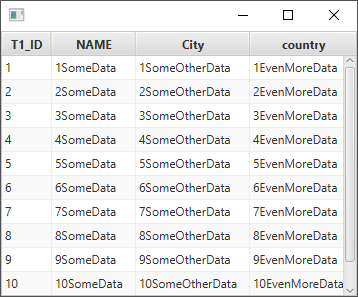 T1_ID NAME City country
1 1SomeData 1SomeOtherData 1EvenMoreData
2 2SomeData 2SomeOtherData 2EvenMoreData
3 3SomeData 3SomeOtherData 3EvenMoreData
4 4SomeData 4SomeOtherData 4EvenMoreData
5 5SomeData 5SomeOtherData 5EvenMoreData
6 6SomeData 6SomeOtherData 6EvenMoreData
7 7SomeData 7SomeOtherData 7EvenMoreData
8 8SomeData 8SomeOtherData 8EvenMoreData
9 9SomeData 9SomeOtherData 9EvenMoreData
10 10SomeData 10SomeOtherData 10EvenMoreData